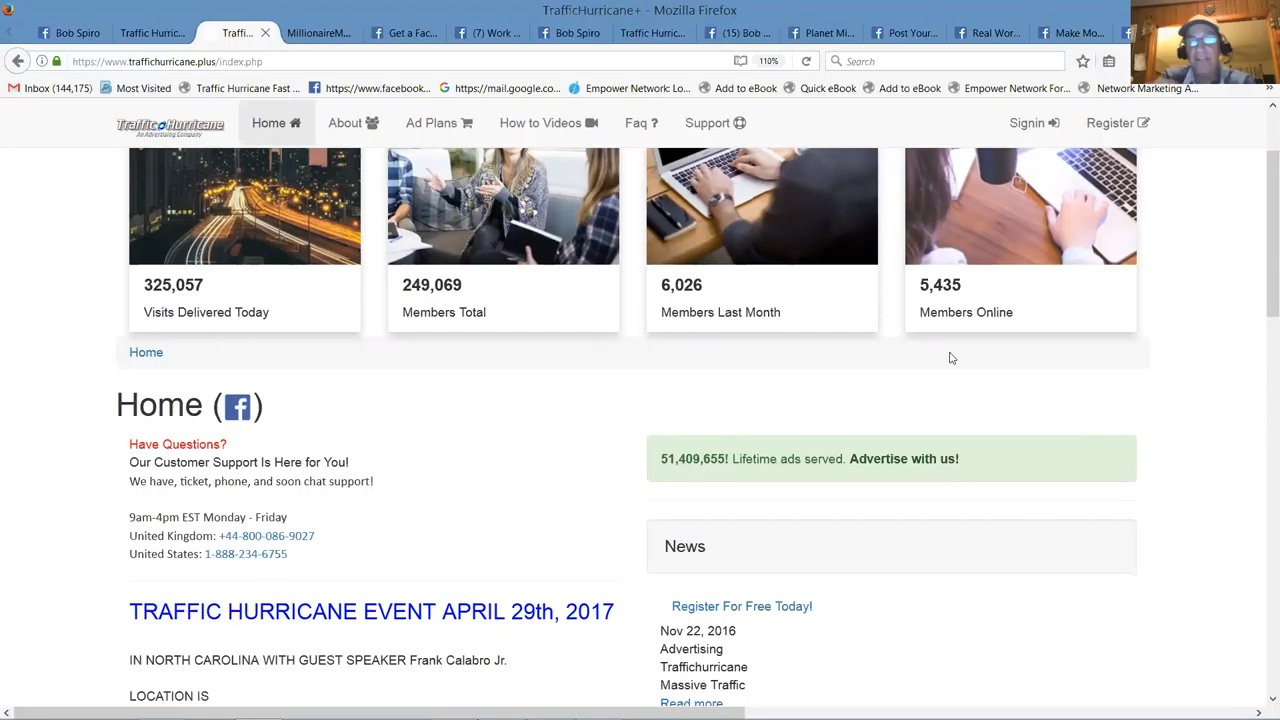 TrafficHurricane+ - Mozilla Firefox
Bob Spiro
Traffic Hurric...
Traffi...
MillionaireM...
Get a Fac...
(7) Work ...
Bob Spiro
Traffic Hurric...
(15) Bob ...
Planet Mi...
Post Your...
Real Wor...
Make Mo...
https://www.traffichurricane.plus/index.php
110%
Search
Inbox (144,175)
Most Visited
Traffic Hurricane Fast ...
https://www.facebook...
https://mail.google.co...
Empower Network: Lo...
Add to eBook
Quick eBook
Add to eBook
Empower Network For...
Network Marketing A...
Traffic Hurricane
An Advertising Company
Home
About
Ad Plans
How to Videos
Faq ?
Support
Signin
Register
325,057
Visits Delivered Today
249,069
Members Total
6,026
Members Last Month
5,435
Members Online
Home
Home (f)
Have Questions?
Our Customer Support Is Here for You!
We have, ticket, phone, and soon chat support!
9am-4pm EST Monday - Friday
United Kingdom: +44-800-086-9027
United States: 1-888-234-6755
TRAFFIC HURRICANE EVENT APRIL 29th, 2017
IN NORTH CAROLINA WITH GUEST SPEAKER Frank Calabro Jr.
LOCATION IS
51,409,655! Lifetime ads served. Advertise with us!
News
Register For Free Today!
Nov 22, 2016
Advertising
Traffichurricane
Massive Traffic
Read more